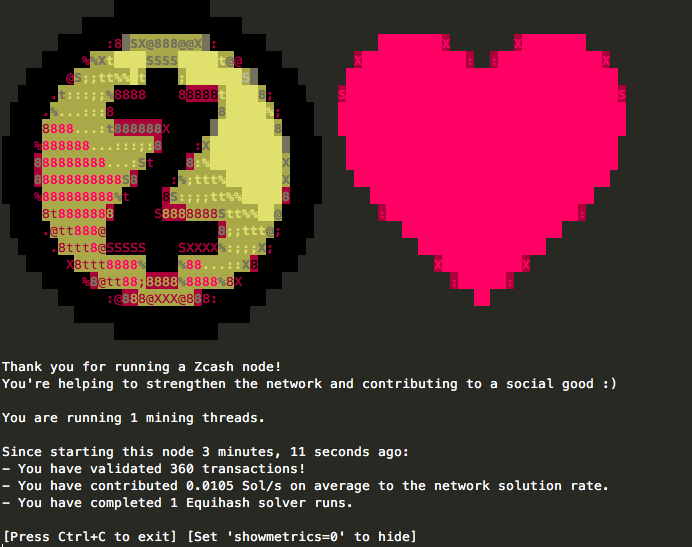 Thank you for running a Zcash node!
You're helping to strengthen the network and contributing to a social good :)
You are running 1 mining threads.
Since starting this node 3 minutes, 11 seconds ago:
- You have validated 360 transactions!
- You have contributed 0.0105 Sol/s on average to the network solution rate.
- You have completed 1 Equihash solver runs.
[Press Ctrl+C to exit] [Set 'showmetrics=0' to hide]